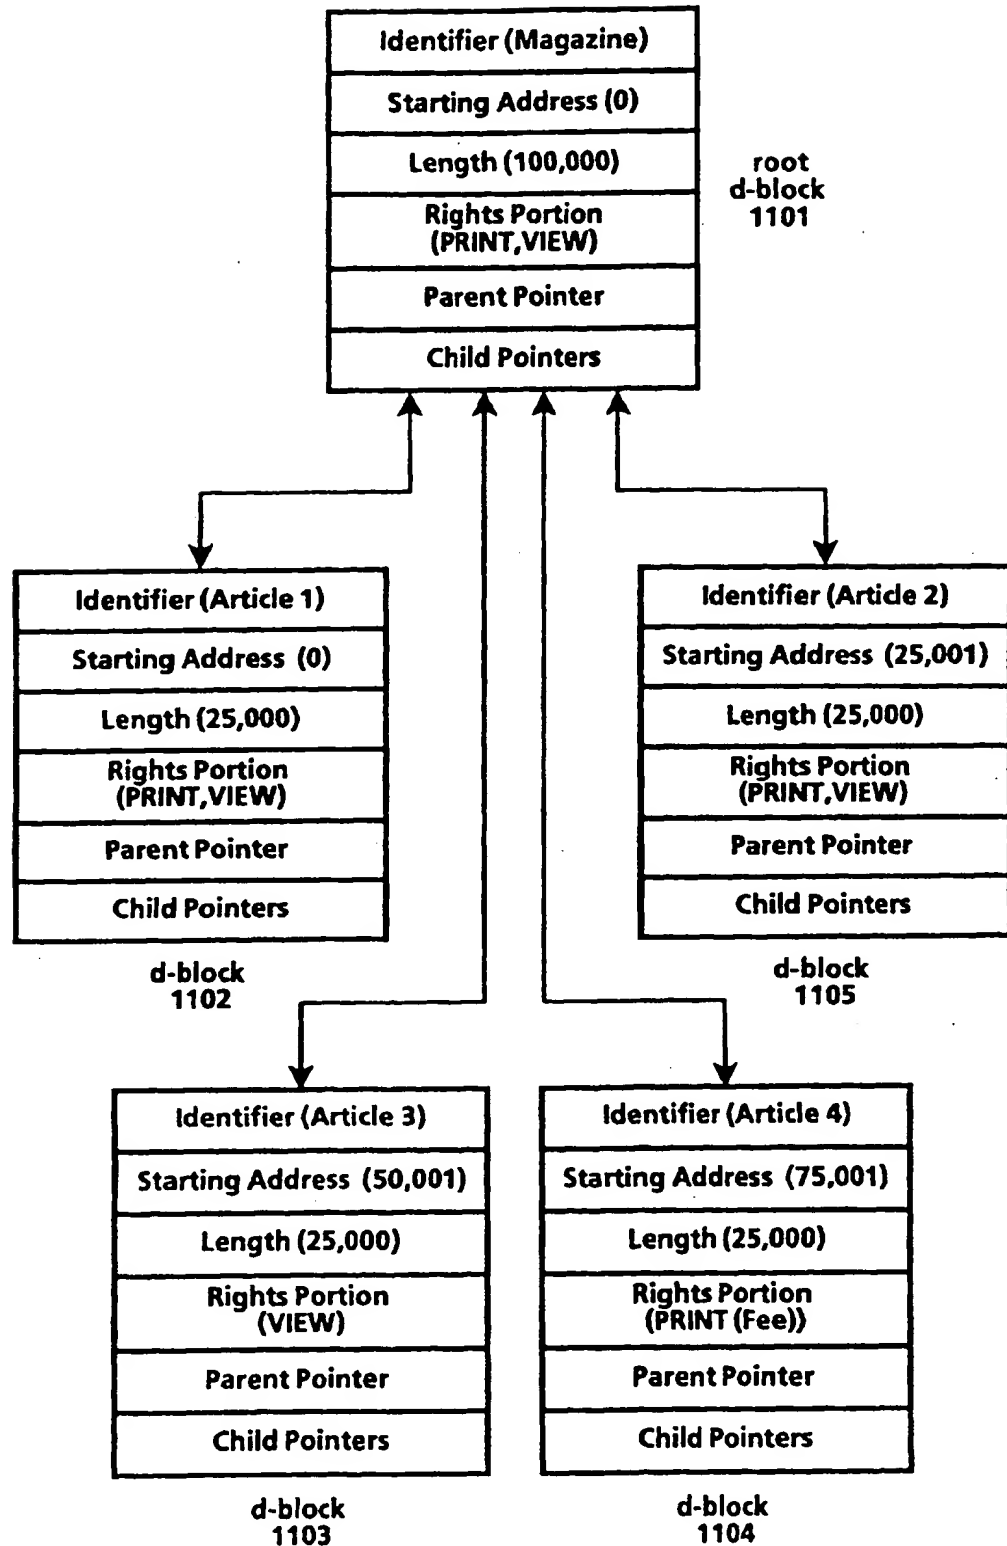 Identifier (Magazine)
Starting Address (0)
Length (100,000)
Rights Portion
(PRINT,VIEW)
Parent Pointer
Child Pointers
root
d-block
1101
Identifier (Article 1)
Starting Address (0)
Length (25,000)
Rights Portion
(PRINT,VIEW)
Parent Pointer
Child Pointers
d-block
1102
Identifier (Article 2)
Starting Address (25,001)
Length (25,000)
Rights Portion
(PRINT,VIEW)
Parent Pointer
Child Pointers
d-block
1105
Identifier (Article 3)
Starting Address (50,001)
Length (25,000)
Rights Portion
(VIEW)
Parent Pointer
Child Pointers
d-block
1103
Identifier (Article 4)
Starting Address (75,001)
Length (25,000)
Rights Portion
(PRINT (Fee))
Parent Pointer
Child Pointers
d-block
1104